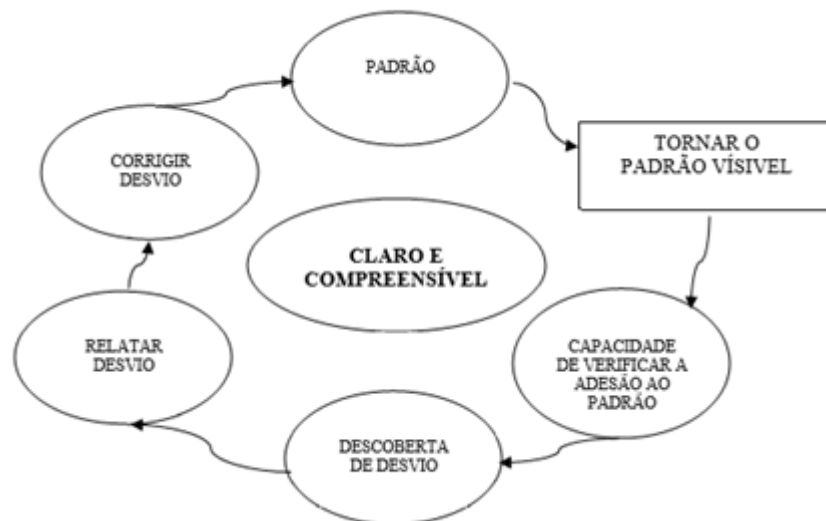 PADRÃO
TORNAR O
PADRÃO VÍSIVEL
CAPACIDADE
DE VERIFICAR A
ADESÃO AO
PADRÃO
DESCOBERTA
DE DESVIO
RELATAR
DESVIO
CORRIGIR
DESVIO
CLARO E
COMPREENSÍVEL